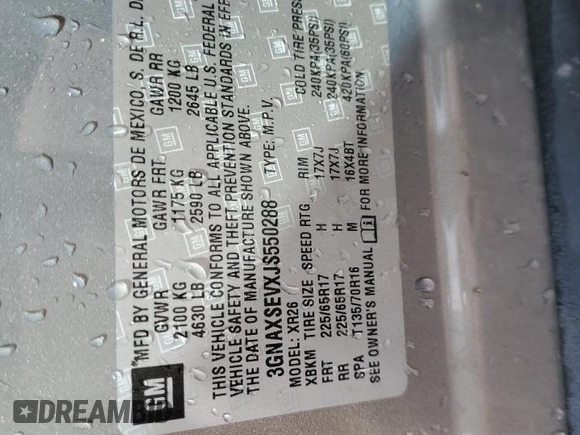 MFD BY GENERAL MOTORS DE MEXICO, S. DE R.L. D
GVWR GAWR FRT GAWR RR
2100 KG 1175 KG 1200 KG
4630 LB 2590 LB 2645 LB
THIS VEHICLE CONFORMS TO ALL APPLICABLE U.S. FEDERAL
VEHICLE SAFETY AND THEFT PREVENTION STANDARDS IN EFF
THE DATE OF MANUFACTURE SHOWN ABOVE.
3GNAXSEVXJS550288 TYPE: M.P.V.
MODEL: XR26
XBKM TIRE SIZE SPEED RTG RIM COLD TIRE PRES
FRT 225/65R17 H 17X7J 240KPA(35PSI)
RR 225/65R17 H 17X7J 240KPA(35PSI)
SPA T135/70R16 M 16X4BT 420KPA(60PSI)
SEE OWNER'S MANUAL FOR MORE INFORMATION
GM
DREAMBID